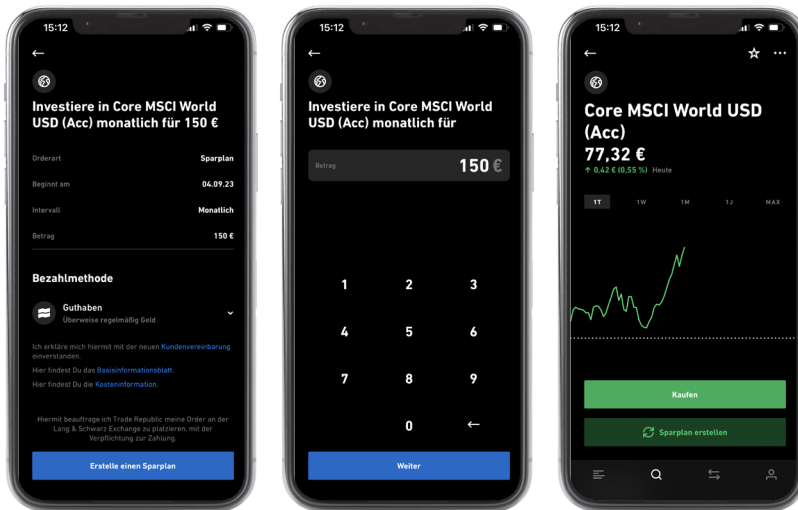 15:12
Investiere in Core MSCI World
USD (Acc) monatlich für 150 €
Orderart Sparplan
Beginnt am 04.09.23
Intervall Monatlich
Betrag 150 €
Bezahlmethode
Guthaben
Überweise regelmäßig Geld
Ich erkläre mich hiermit mit der neuen Kundenvereinbarung
einverstanden.
Hier findest Du das Basisinformationsblatt.
Hier findest Du die Kosteninformation.
Hiermit beauftrage ich Trade Republic meine Order an der
Lang & Schwarz Exchange zu platzieren, mit der
Verpflichtung zur Zahlung.
Erstelle einen Sparplan
15:12
Investiere in Core MSCI World
USD (Acc) monatlich für
Betrag 150 €
1 2 3
4 5 6
7 8 9
0 ←
Weiter
15:12
Core MSCI World USD
(Acc)
77,32 €
↑ 0,42 € (0,55 %) Heute
1T 1W 1M 1J MAX
Kaufen
Sparplan erstellen